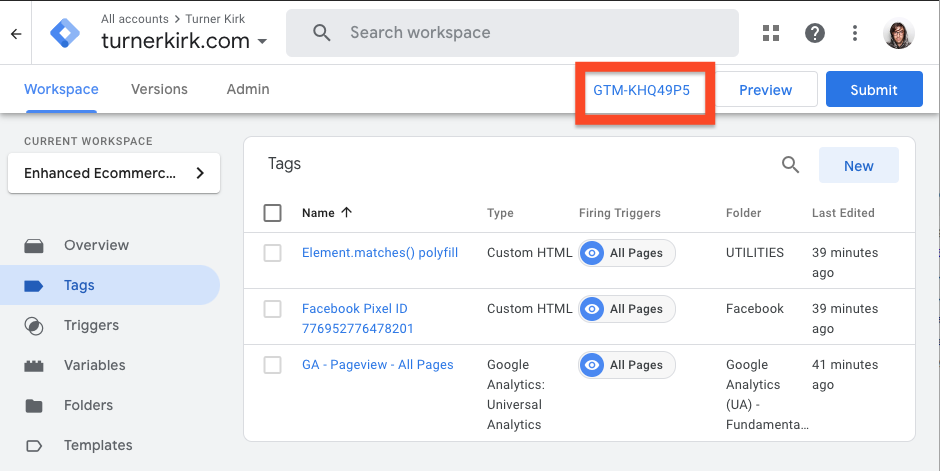 All accounts > Turner Kirk
turnerkirk.com
Search workspace
Workspace Versions Admin GTM-KHQ49P5 Preview Submit
CURRENT WORKSPACE
Enhanced Ecommerc...
Overview
Tags
Triggers
Variables
Folders
Templates
Tags New
Name Type Firing Triggers Folder Last Edited
Element.matches() polyfill Custom HTML All Pages UTILITIES 39 minutes
ago
Facebook Pixel ID Custom HTML All Pages Facebook 39 minutes
776952776478201 ago
GA - Pageview - All Pages Google All Pages Google 41 minutes
Analytics: Analytics ago
Universal (UA) -
Analytics Fundamenta...